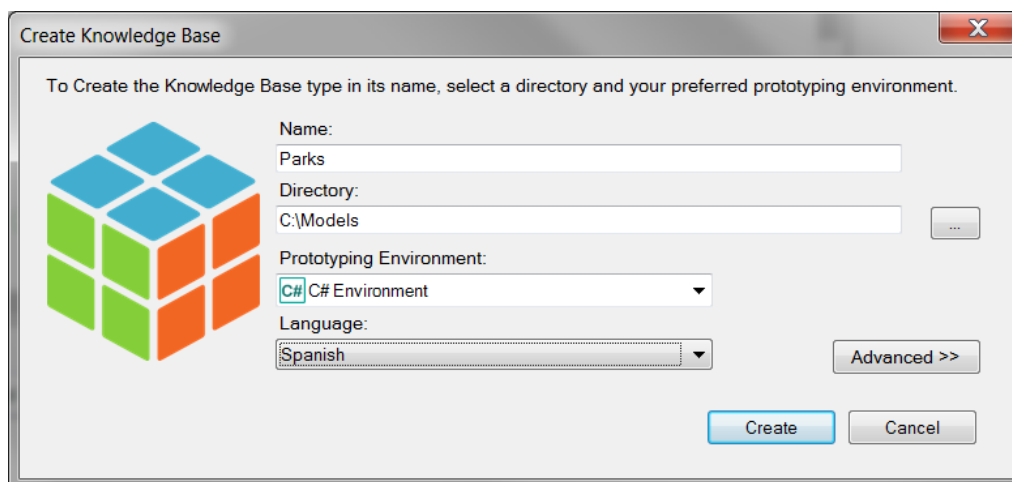 Create Knowledge Base
X
To Create the Knowledge Base type in its name, select a directory and your preferred prototyping environment.
Name:
Parks
Directory:
C:\Models
...
Prototyping Environment:
C# C# Environment
Language:
Spanish
Advanced >>
Create Cancel